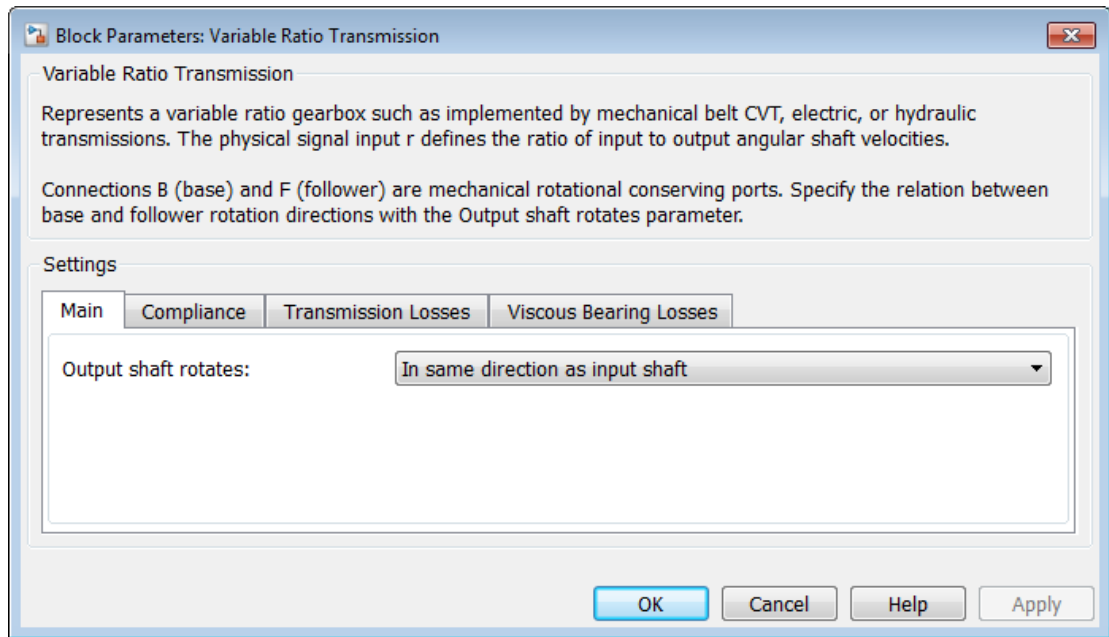 Block Parameters: Variable Ratio Transmission
Variable Ratio Transmission
Represents a variable ratio gearbox such as implemented by mechanical belt CVT, electric, or hydraulic
transmissions. The physical signal input r defines the ratio of input to output angular shaft velocities.
Connections B (base) and F (follower) are mechanical rotational conserving ports. Specify the relation between
base and follower rotation directions with the Output shaft rotates parameter.
Settings
Main Compliance Transmission Losses Viscous Bearing Losses
Output shaft rotates: In same direction as input shaft
OK Cancel Help Apply